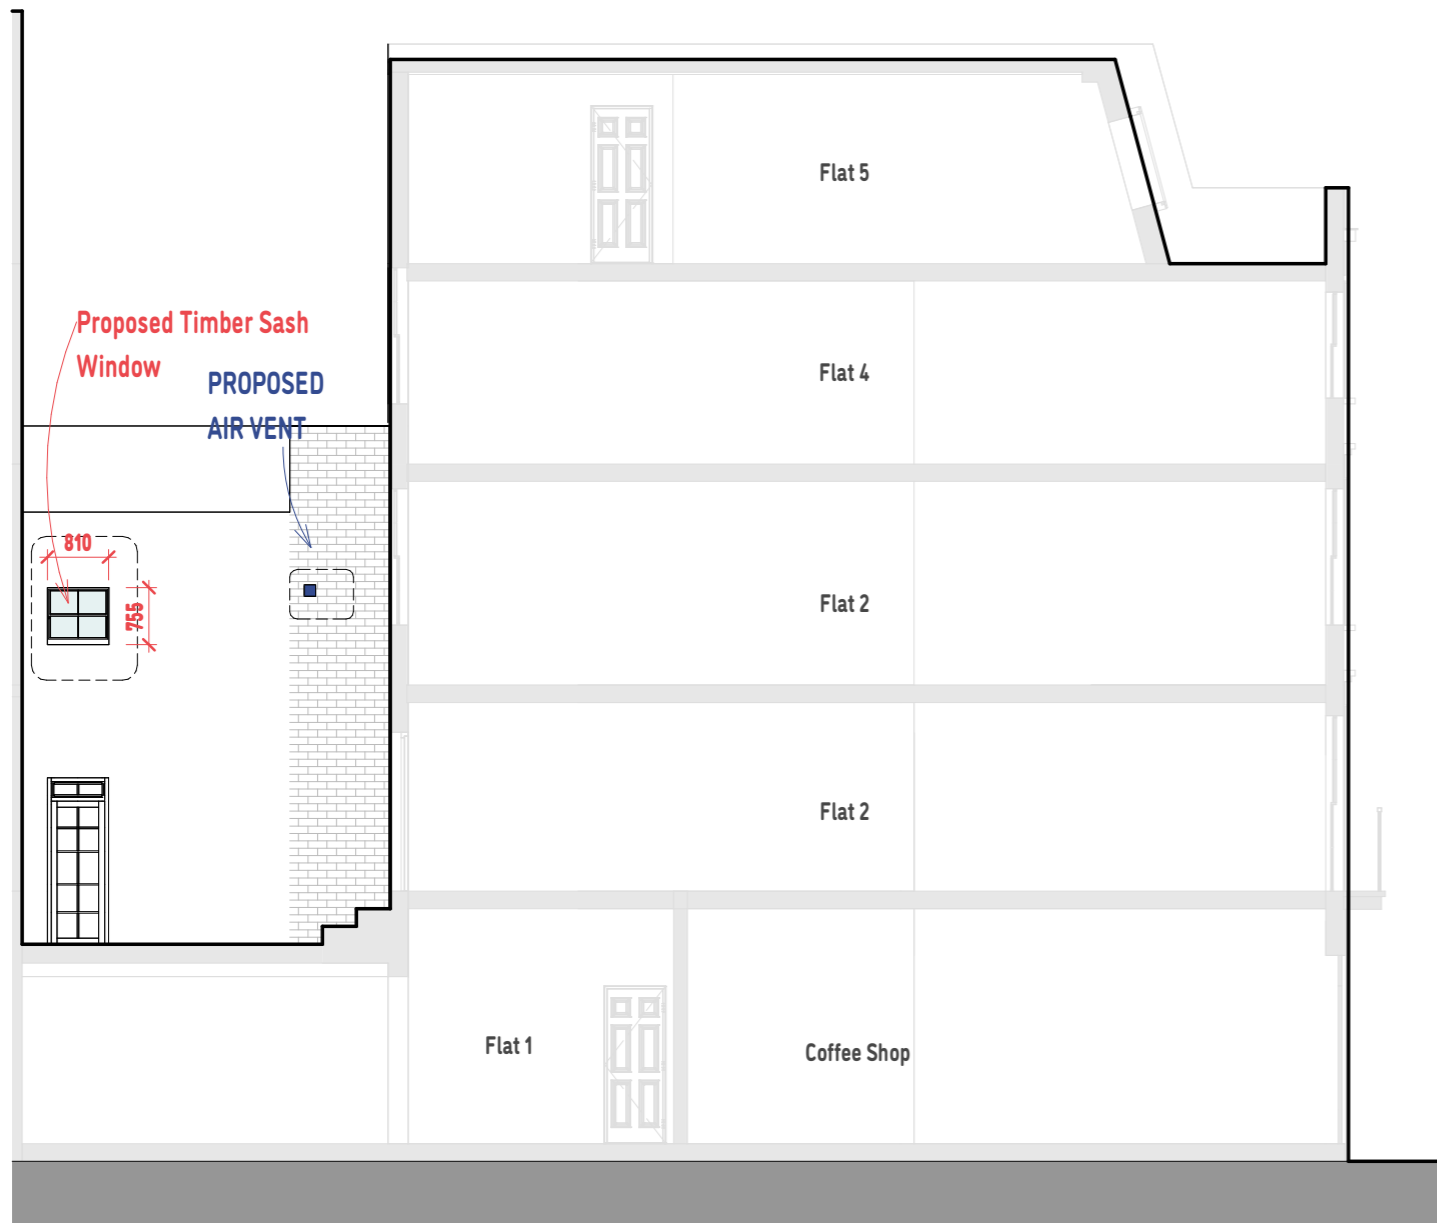 Flat 5
Proposed Timber Sash
Window
PROPOSED
AIR VENT
Flat 4
810
755
Flat 2
Flat 2
Flat 1
Coffee Shop